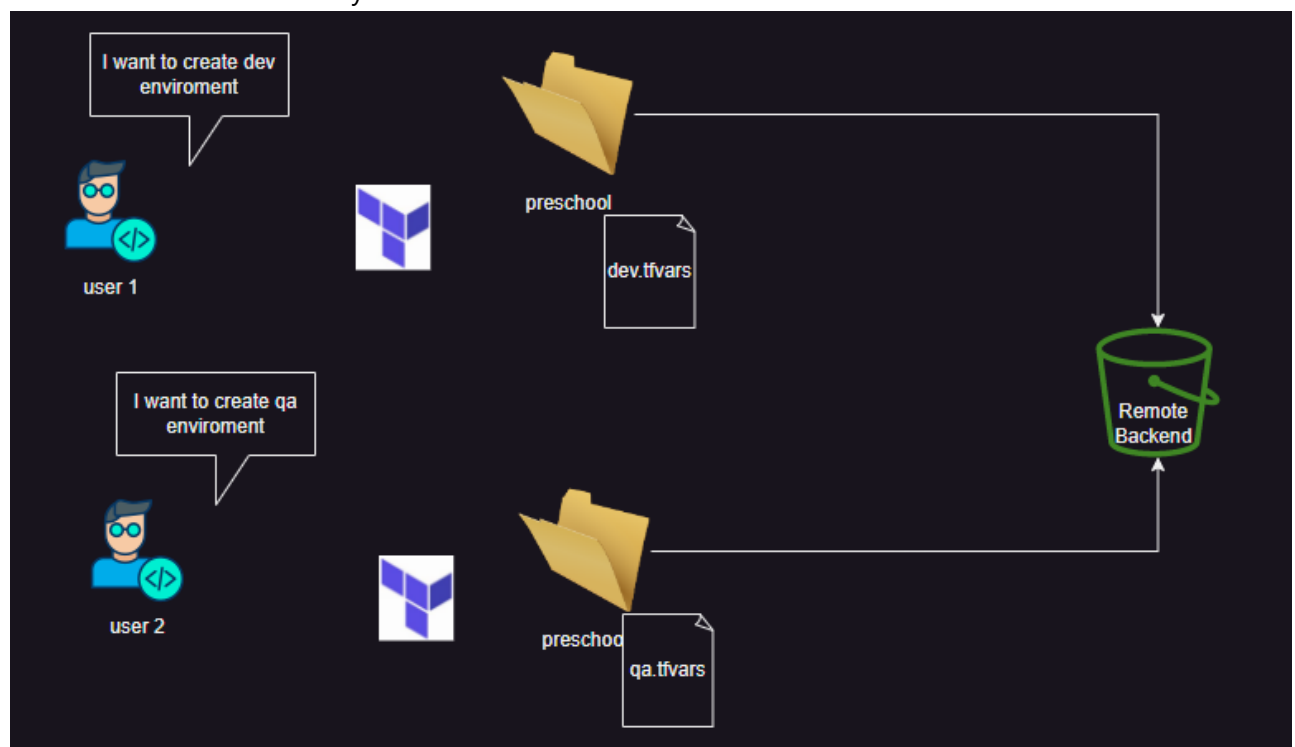 I want to create dev
enviroment
user 1
preschool
dev.tfvars
I want to create qa
enviroment
user 2
preschoo
qa.tfvars
Remote
Backend